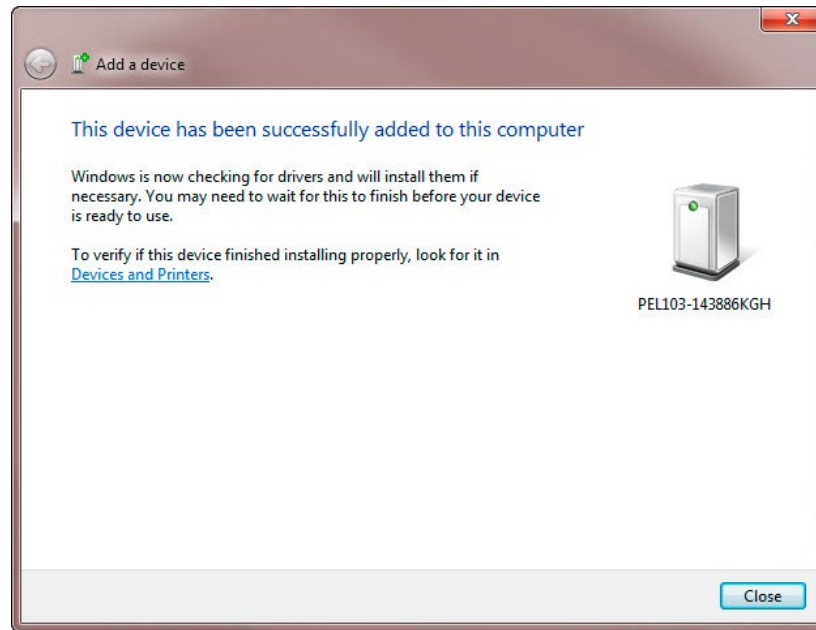 Add a device
This device has been successfully added to this computer
Windows is now checking for drivers and will install them if
necessary. You may need to wait for this to finish before your device
is ready to use.
To verify if this device finished installing properly, look for it in
Devices and Printers.
PEL103-143886KGH
Close